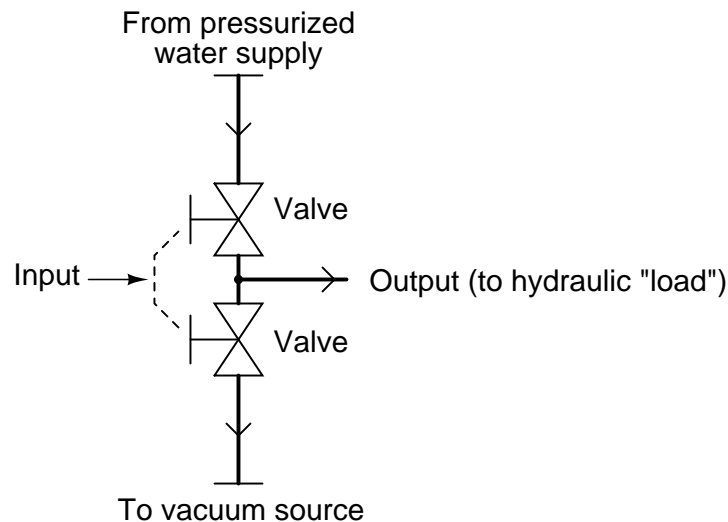 From pressurized
water supply
Valve
Input
Output (to hydraulic "load")
Valve
To vacuum source